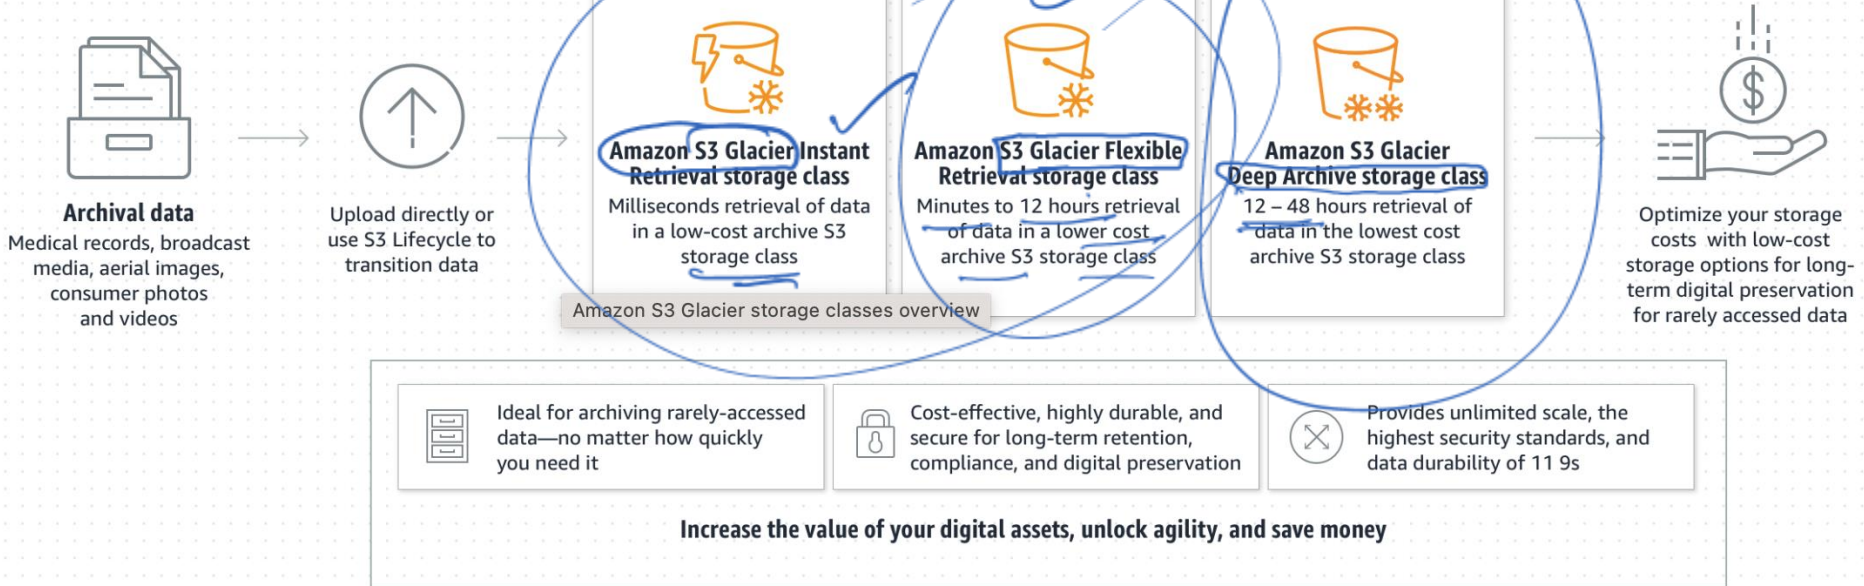 Archival data
Medical records, broadcast
media, aerial images,
consumer photos
and videos
Upload directly or
use S3 Lifecycle to
transition data
Amazon S3 Glacier Instant
Retrieval storage class
Milliseconds retrieval of data
in a low-cost archive S3
storage class
Amazon S3 Glacier Flexible
Retrieval storage class
Minutes to 12 hours retrieval
of data in a lower cost
archive S3 storage class
Amazon S3 Glacier
Deep Archive storage class
12 – 48 hours retrieval of
data in the lowest cost
archive S3 storage class
$
Optimize your storage
costs with low-cost
storage options for long-
term digital preservation
for rarely accessed data
Amazon S3 Glacier storage classes overview
Ideal for archiving rarely-accessed
data—no matter how quickly
you need it
Cost-effective, highly durable, and
secure for long-term retention,
compliance, and digital preservation
Provides unlimited scale, the
highest security standards, and
data durability of 11 9s
Increase the value of your digital assets, unlock agility, and save money